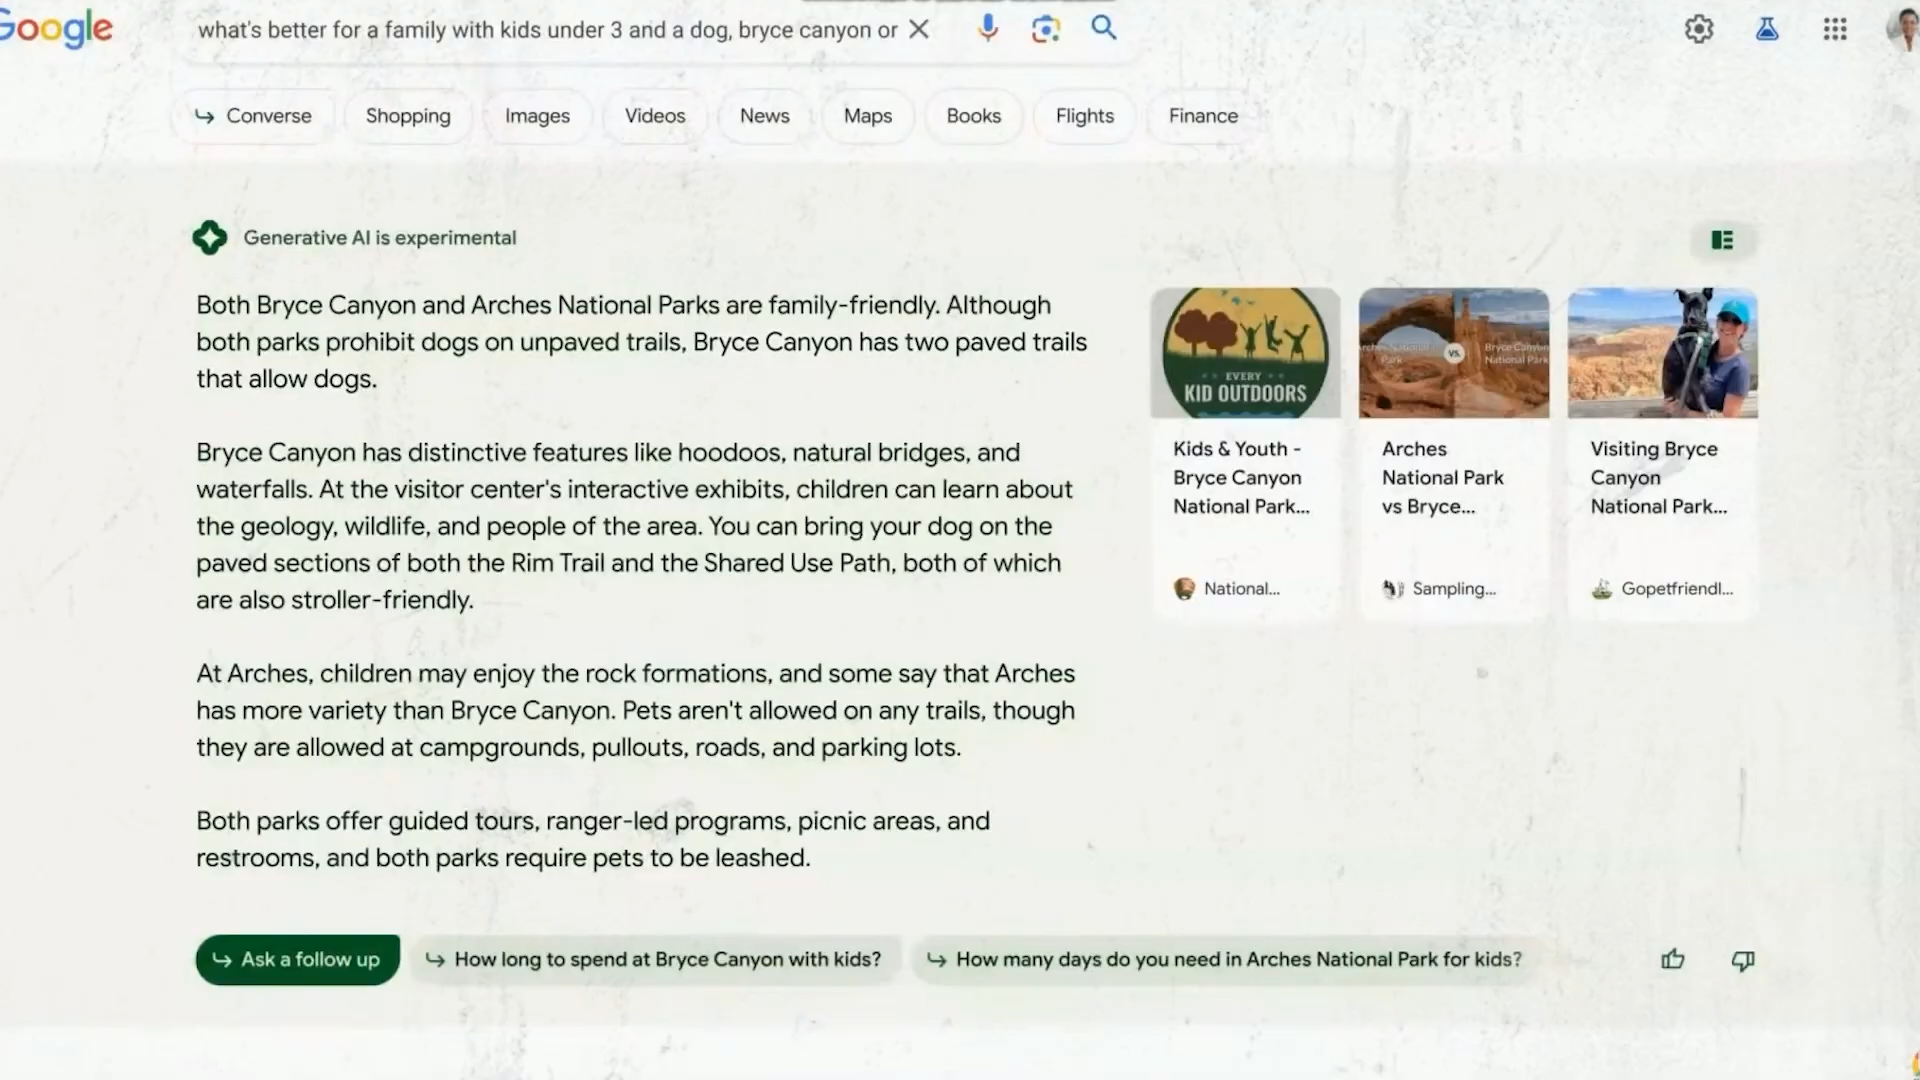 Google
what's better for a family with kids under 3 and a dog, bryce canyon or
Converse
Shopping
Images
Videos
News
Maps
Books
Flights
Finance
Generative AI is experimental
Both Bryce Canyon and Arches National Parks are family-friendly. Although
both parks prohibit dogs on unpaved trails, Bryce Canyon has two paved trails
that allow dogs.
Bryce Canyon has distinctive features like hoodoos, natural bridges, and
waterfalls. At the visitor center's interactive exhibits, children can learn about
the geology, wildlife, and people of the area. You can bring your dog on the
paved sections of both the Rim Trail and the Shared Use Path, both of which
are also stroller-friendly.
At Arches, children may enjoy the rock formations, and some say that Arches
has more variety than Bryce Canyon. Pets aren't allowed on any trails, though
they are allowed at campgrounds, pullouts, roads, and parking lots.
Both parks offer guided tours, ranger-led programs, picnic areas, and
restrooms, and both parks require pets to be leashed.
EVERY
KID OUTDOORS
Kids & Youth -
Bryce Canyon
National Park...
National...
Park
VS.
Bryce Canyon
National Park
Arches
National Park
vs Bryce...
Sampling...
Visiting Bryce
Canyon
National Park...
Gopetfriendl...
Ask a follow up
How long to spend at Bryce Canyon with kids?
How many days do you need in Arches National Park for kids?